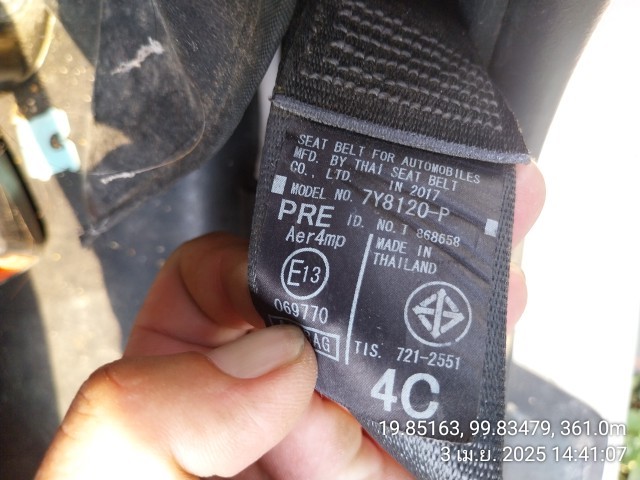 SEAT BELT FOR AUTOMOBILES
MFD. BY THAI SEAT BELT
CO., LTD. IN 2017
MODEL NO. 7Y8120-P
PRE ID. NO. T 868658
Aer4mp
MADE IN
THAILAND
E13
069770
TIS. 721-2551
4C
19.85163, 99.83479, 361.0m
3 เม.ย. 2025 14:41:07